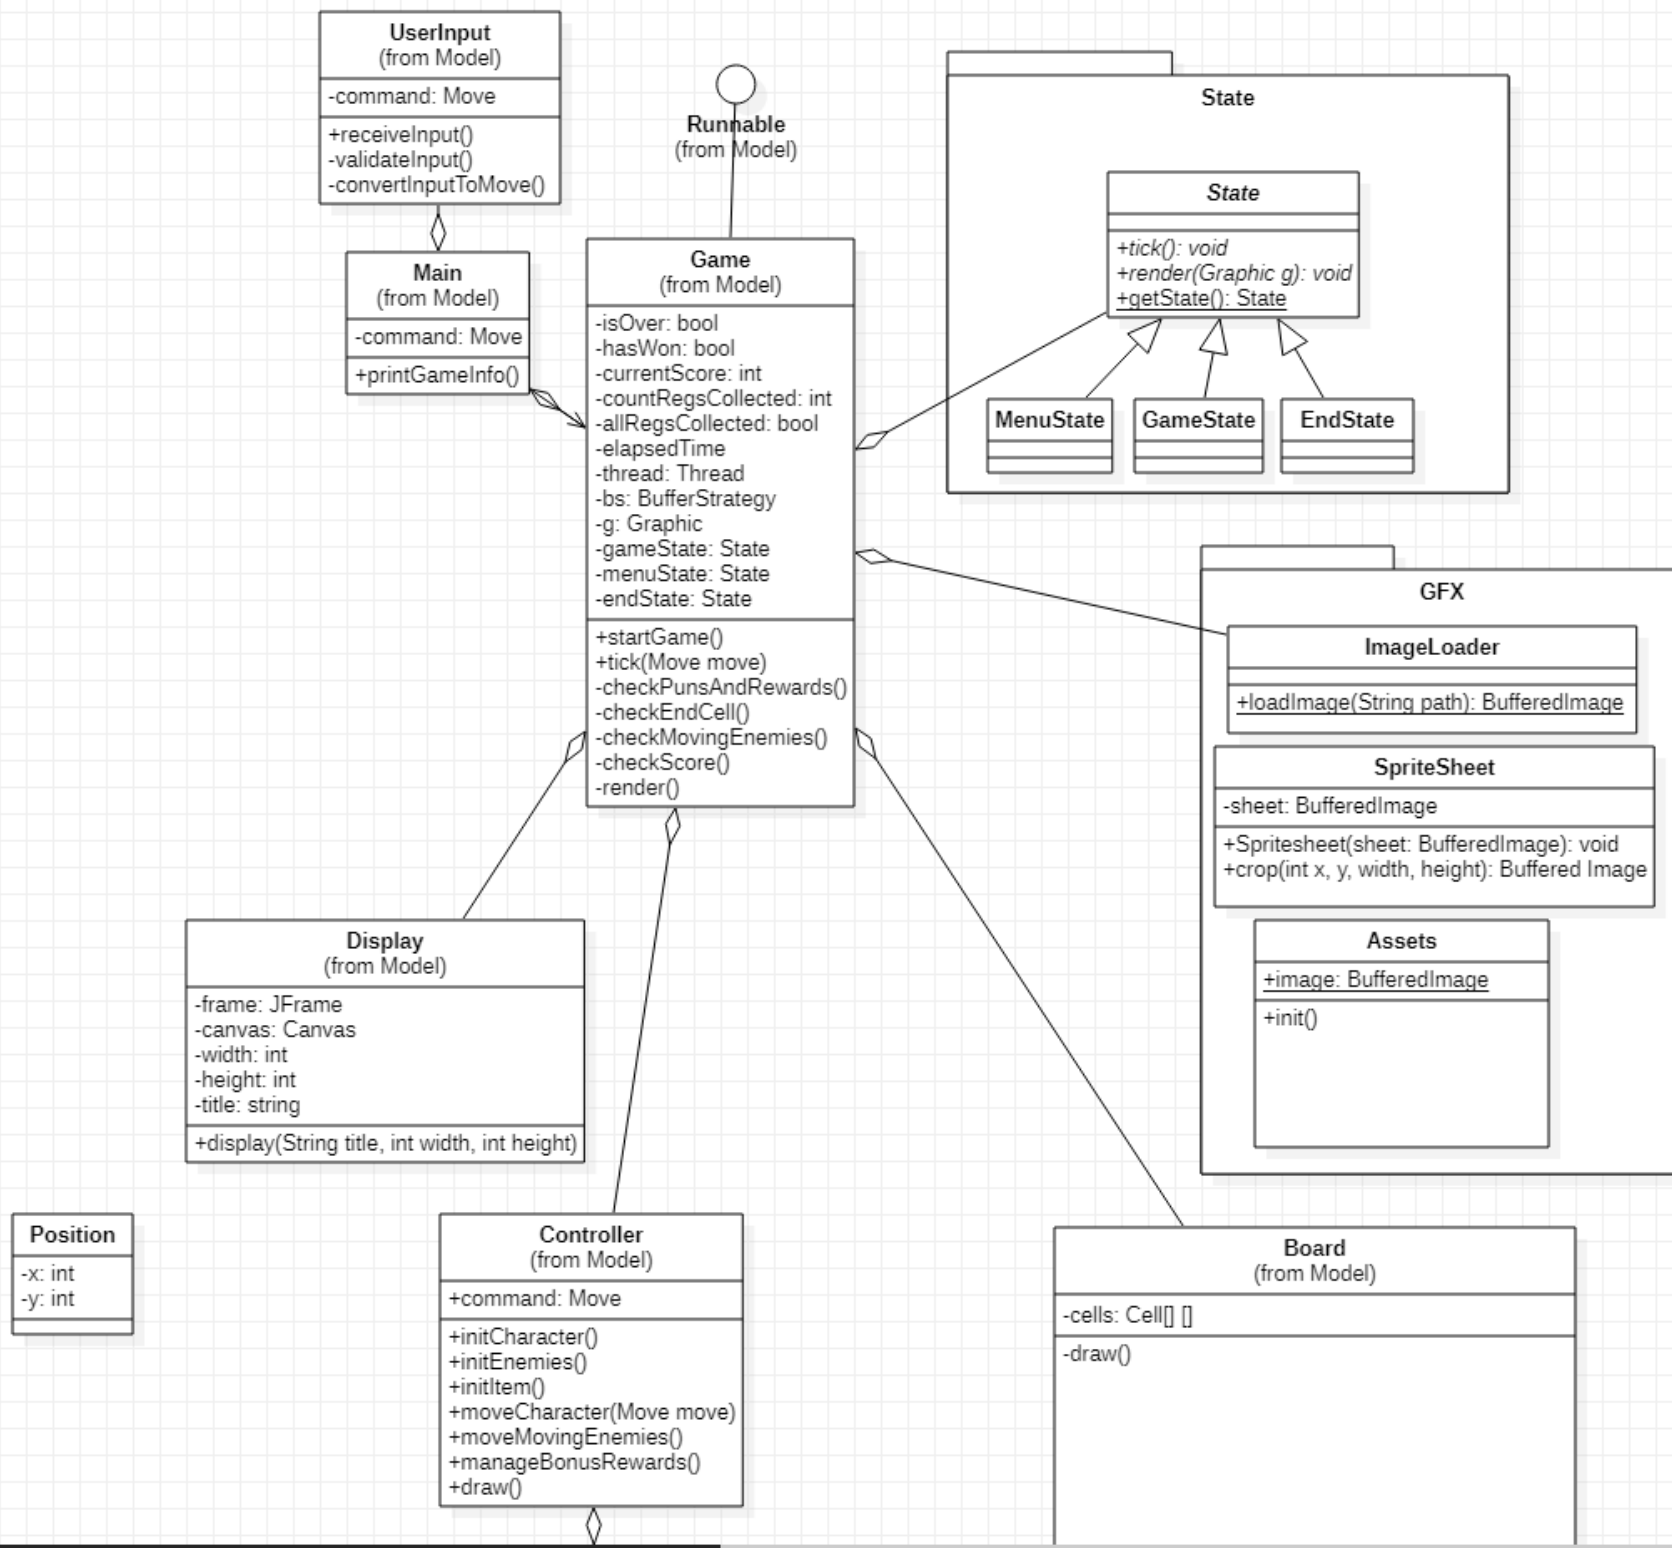 UserInput
(from Model)
-command: Move
+receiveInput()
-validateInput()
-convertInputToMove()
Runnable
(from Model)
Main
(from Model)
-command: Move
+printGameInfo()
Game
(from Model)
-isOver: bool
-hasWon: bool
-currentScore: int
-countRegsCollected: int
-allRegsCollected: bool
-elapsedTime
-thread: Thread
-bs: BufferStrategy
-g: Graphic
-gameState: State
-menuState: State
-endState: State
+startGame()
+tick(Move move)
-checkPunsAndRewards()
-checkEndCell()
-checkMovingEnemies()
-checkScore()
-render()
State
State
+tick(): void
+render(Graphic g): void
+getState(): State
MenuState
GameState
EndState
GFX
ImageLoader
+loadImage(String path): BufferedImage
SpriteSheet
-sheet: BufferedImage
+Spritesheet(sheet: BufferedImage): void
+crop(int x, y, width, height): Buffered Image
Assets
+image: BufferedImage
+init()
Display
(from Model)
-frame: JFrame
-canvas: Canvas
-width: int
-height: int
-title: string
+display(String title, int width, int height)
Position
-x: int
-y: int
Controller
(from Model)
+command: Move
+initCharacter()
+initEnemies()
+initItem()
+moveCharacter(Move move)
+moveMovingEnemies()
+manageBonusRewards()
+draw()
Board
(from Model)
-cells: Cell[] []
-draw()